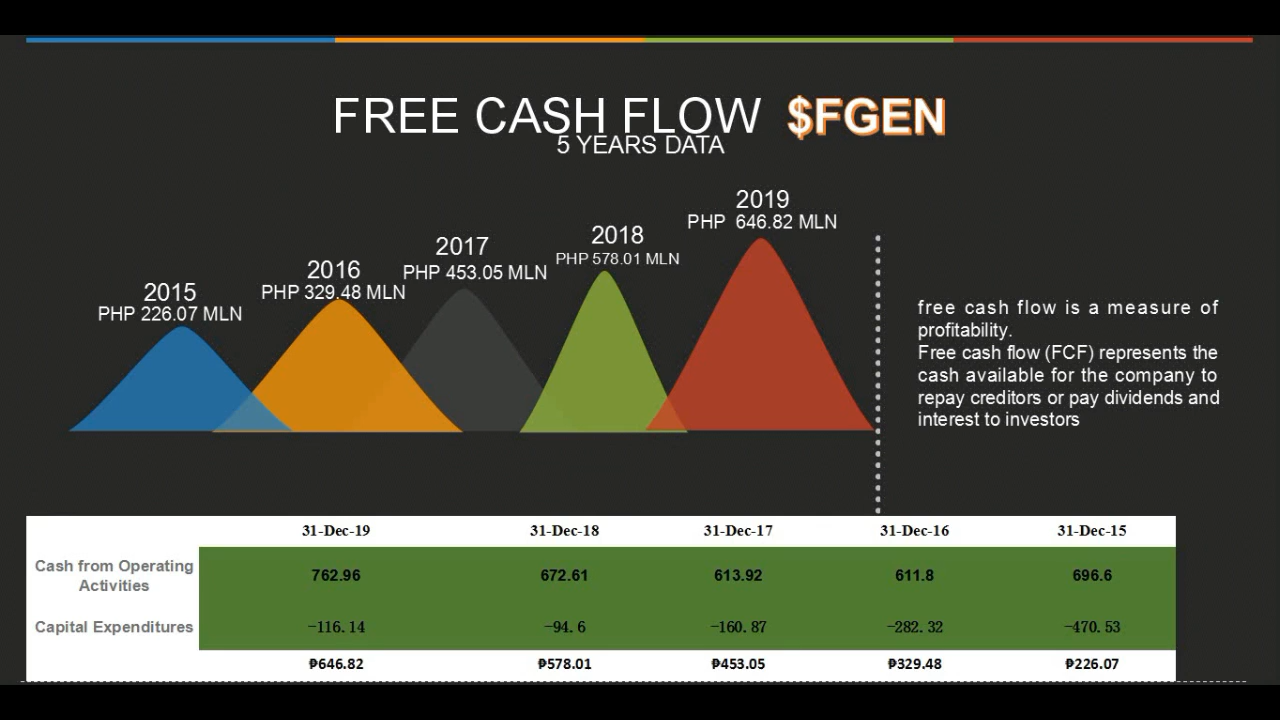 FREE CASH FLOW $FGEN
5 YEARS DATA
2019
PHP 646.82 MLN
2018
PHP 578.01 MLN
2017
PHP 453.05 MLN
2016
PHP 329.48 MLN
2015
PHP 226.07 MLN
free cash flow is a measure of
profitability.
Free cash flow (FCF) represents the
cash available for the company to
repay creditors or pay dividends and
interest to investors
31-Dec-19 31-Dec-18 31-Dec-17 31-Dec-16 31-Dec-15
Cash from Operating
Activities
762.96 672.61 613.92 611.8 696.6
Capital Expenditures −116.14 −94.6 −160.87 −282.32 −470.53
₱646.82 ₱578.01 ₱453.05 ₱329.48 ₱226.07